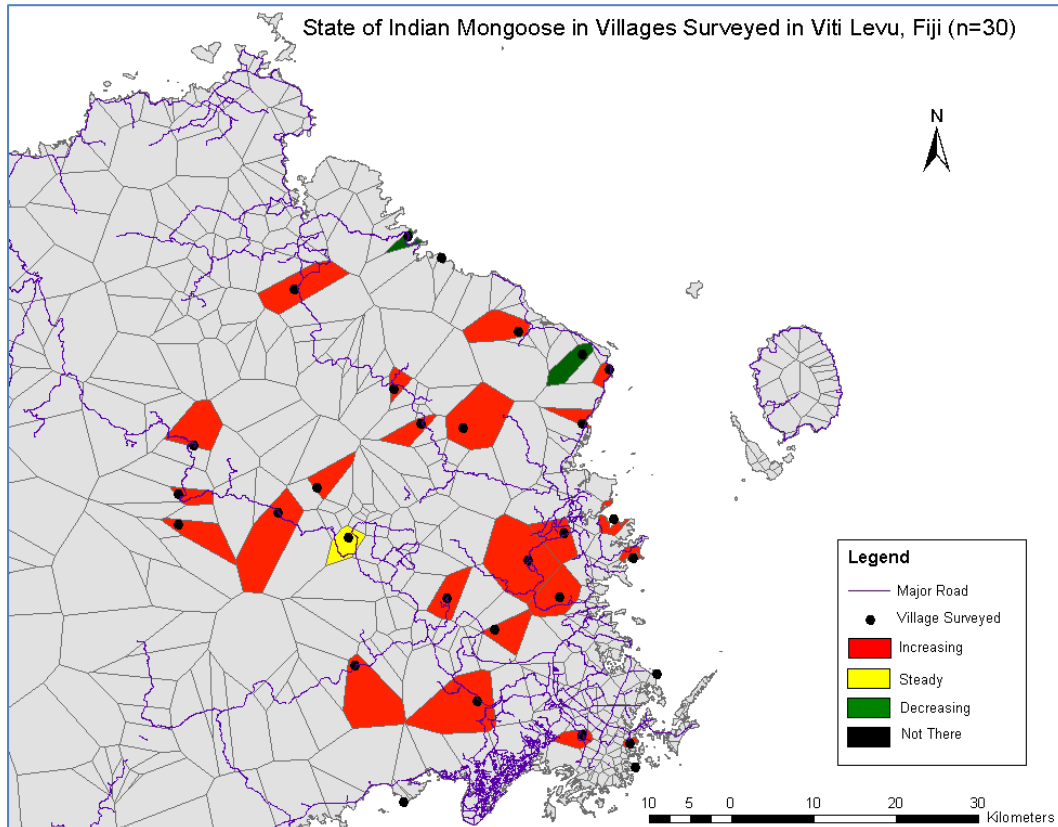 State of Indian Mongoose in Villages Surveyed in Viti Levu, Fiji (n=30)
N
Legend
Major Road
Village Surveyed
Increasing
Steady
Decreasing
Not There
10 5 0 10 20 30
Kilometers